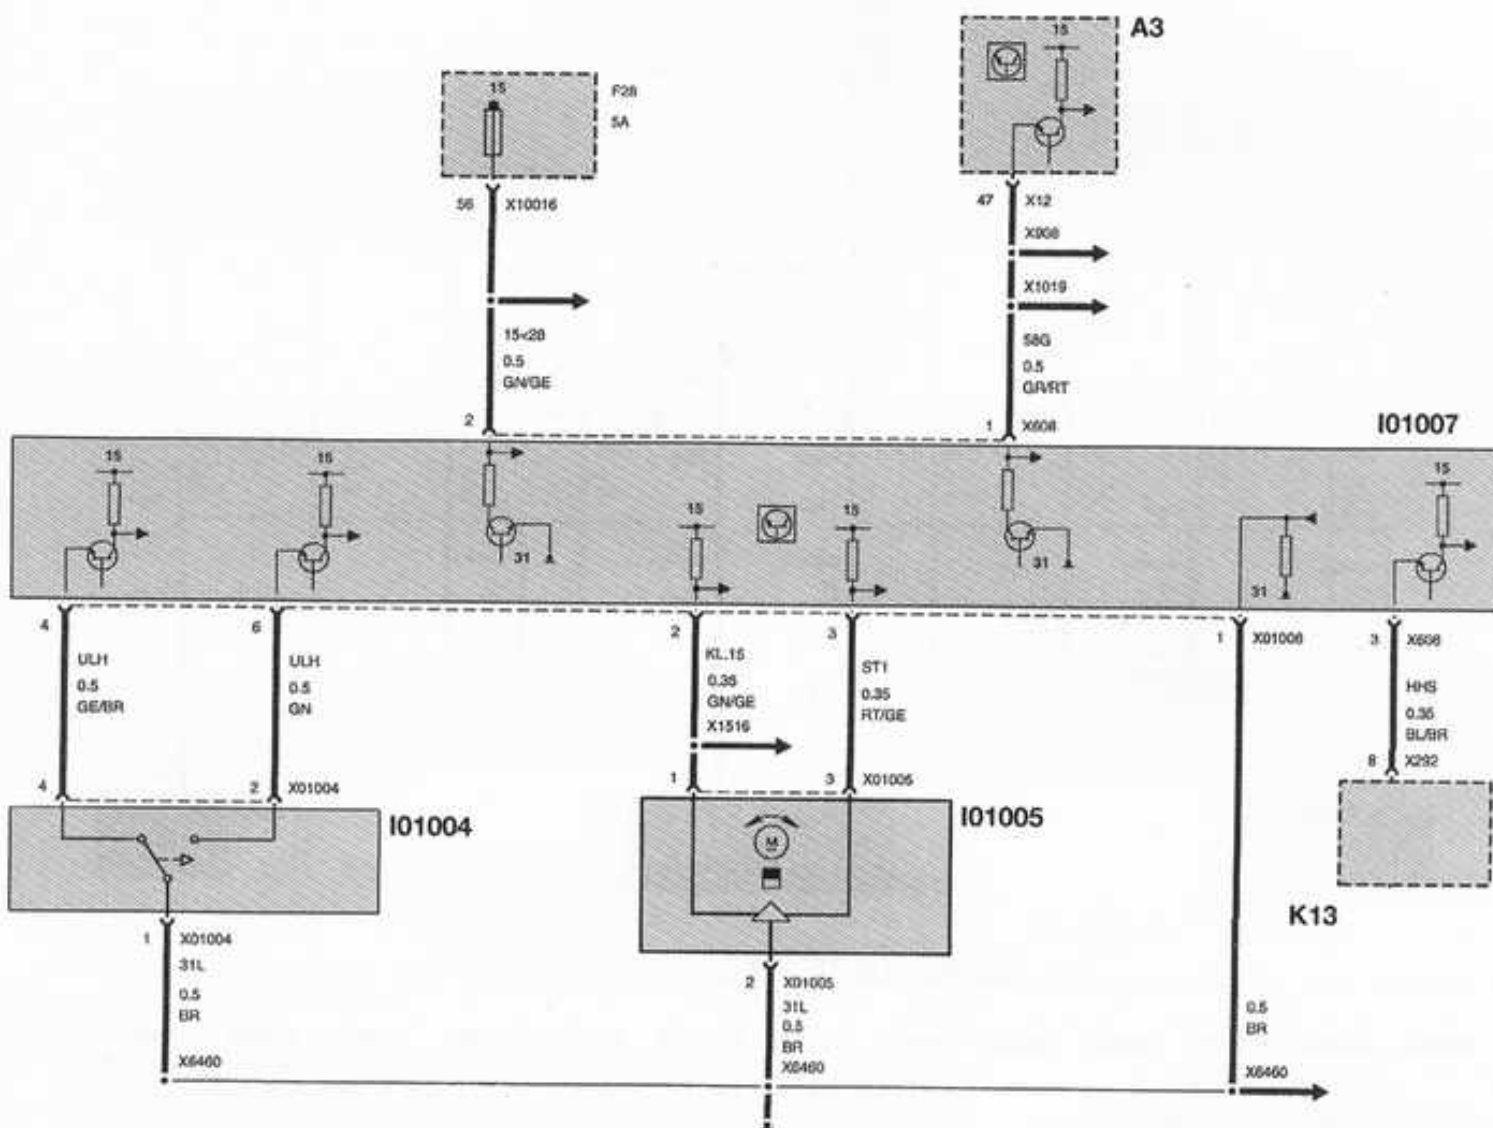 A3
15
15
F28
5A
56
X10016
47
X12
X908
X1019
15<28
0.5
GN/GE
58G
0.5
GR/RT
2
1
X608
I01007
15
15
15
15
15
31
31
31
4
6
2
3
1
X01006
3
X608
ULH
0.5
GE/BR
ULH
0.5
GN
KL.15
0.35
GN/GE
X1516
ST1
0.35
RT/GE
HHS
0.35
BL/BR
8
X292
4
2
X01004
1
3
X01005
I01004
I01005
M
K13
1
X01004
31L
0.5
BR
X6460
2
X01005
31L
0.5
BR
X6460
0.5
BR
X6460